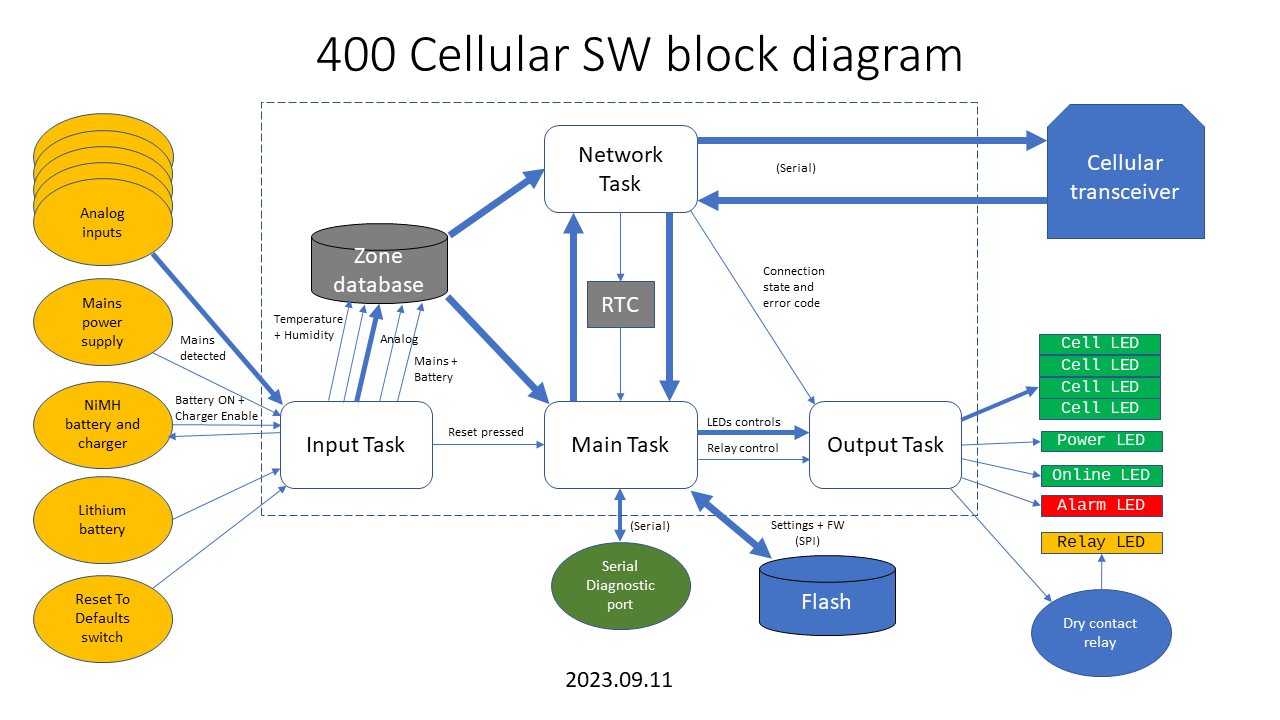 400 Cellular SW block diagram
Network
Task
(Serial)
Cellular
transceiver
Analog
inputs
Zone
database
Connection
state and
error code
Mains
power
supply
RTC
Temperature
+ Humidity
Analog
Mains +
Battery
Mains
detected
Cell LED
Cell LED
Cell LED
Cell LED
NiMH
battery and
charger
Battery ON +
Charger Enable
Input Task
Reset pressed
Main Task
LEDs controls
Relay control
Output Task
Power LED
Online LED
Alarm LED
Relay LED
Lithium
battery
(Serial)
Settings + FW
(SPI)
Serial
Diagnostic
port
Flash
Reset To
Defaults
switch
Dry contact
relay
2023.09.11